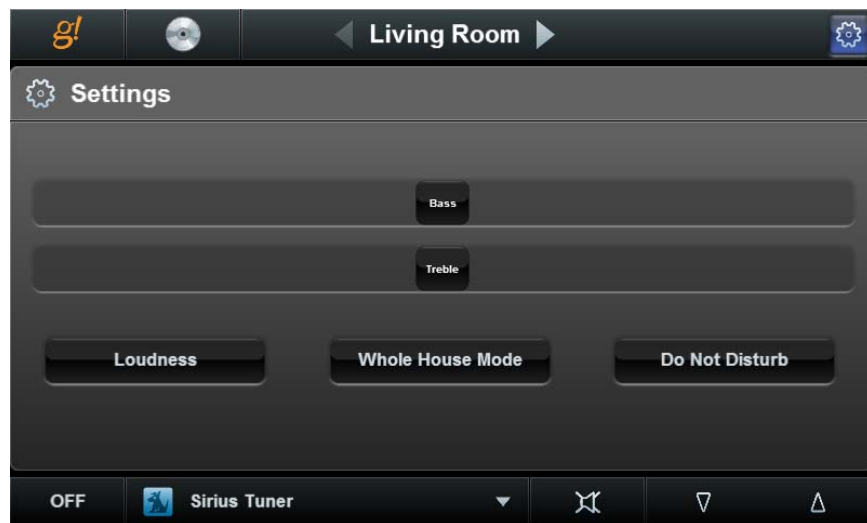 g!
Living Room
Settings
Bass
Treble
Loudness Whole House Mode Do Not Disturb
OFF Sirius Tuner